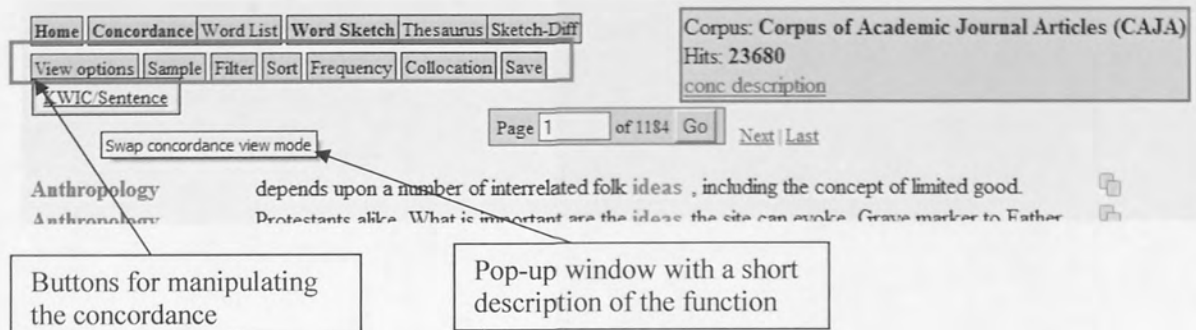 Home Concordance Word List Word Sketch Thesaurus Sketch-Diff
Corpus: Corpus of Academic Journal Articles (CAJA)
Hits: 23680
conc description
View options Sample Filter Sort Frequency Collocation Save
KWIC/Sentence
Page 1 of 1184 Go Next | Last
Swap concordance view mode
Anthropology depends upon a number of interrelated folk ideas , including the concept of limited good.
Anthropology Protestants alike. What is important are the ideas the site can evoke. Grave marker to Father
Buttons for manipulating
the concordance
Pop-up window with a short
description of the function